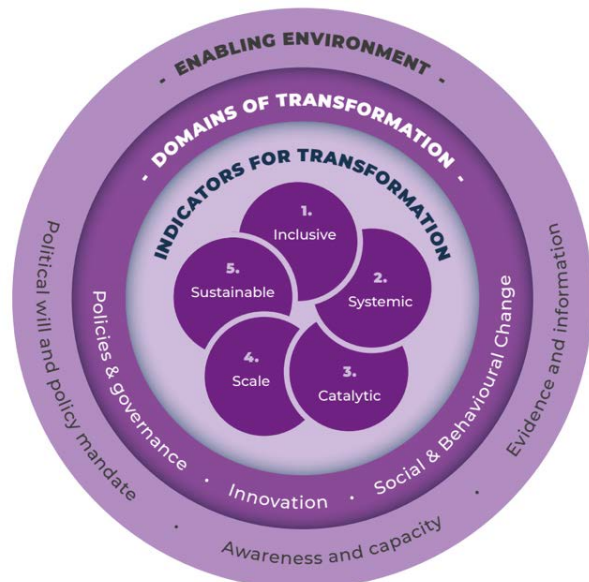 - ENABLING ENVIRONMENT -
- DOMAINS OF TRANSFORMATION -
INDICATORS FOR TRANSFORMATION
1.
Inclusive
2.
Systemic
3.
Catalytic
4.
Scale
5.
Sustainable
Policies & governance · Innovation · Social & Behavioural Change
Political will and policy mandate · Awareness and capacity · Evidence and information